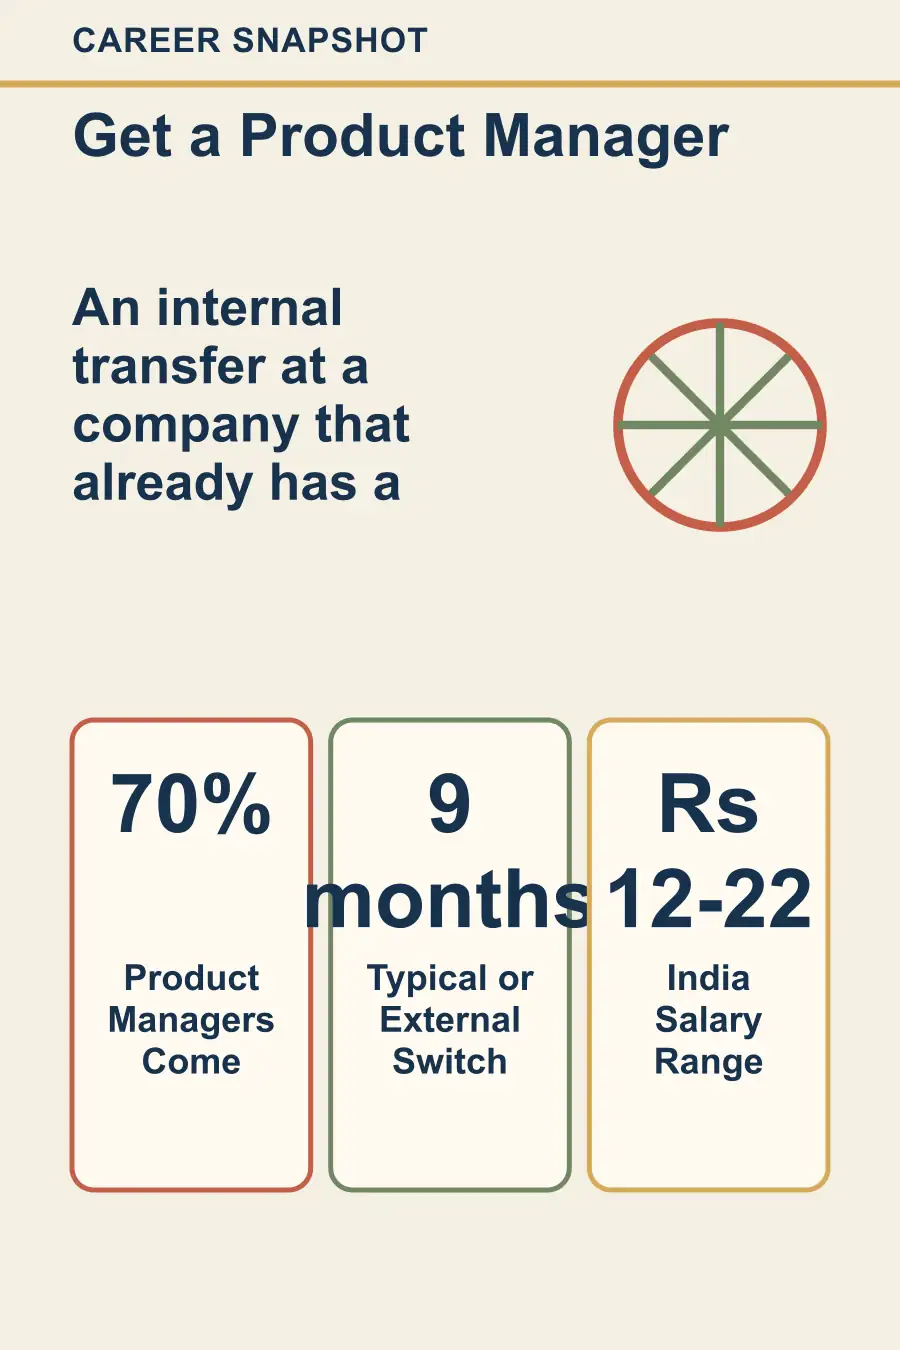 CAREER SNAPSHOT
Get a Product Manager
An internal
transfer at a
company that
already has a
70%
Product
Managers
Come
9
months
Typical or
External
Switch
Rs
12-22
India
Salary
Range